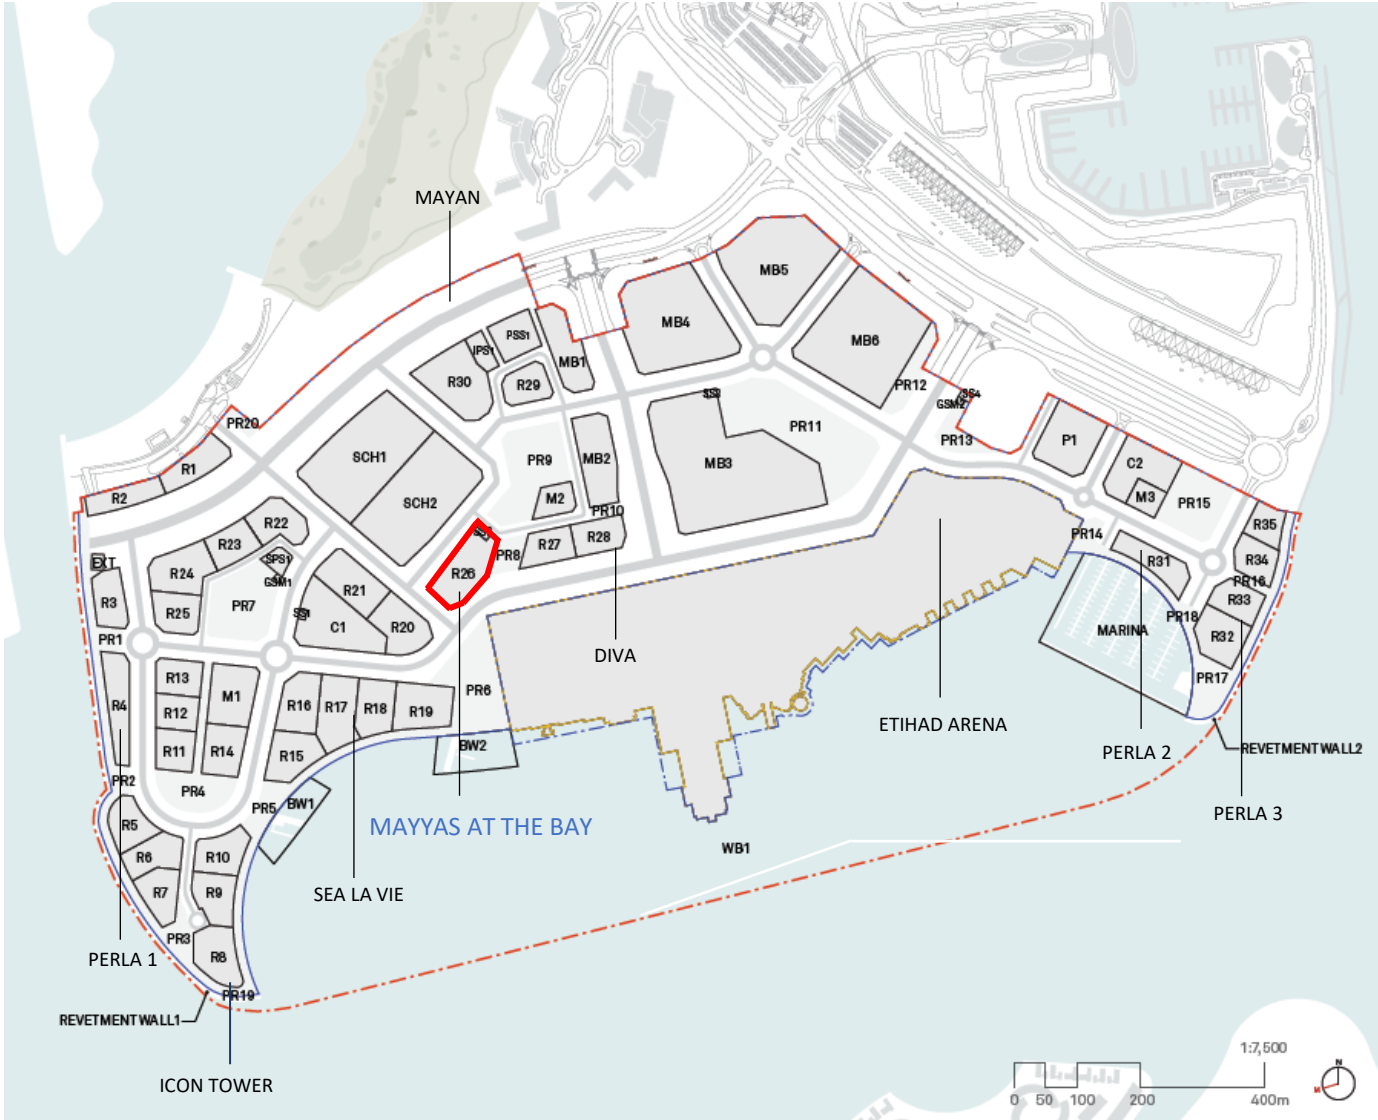 MAYAN
MB5
MB4
PSS1
IPS1
MB1
MB6
R30
R29
PR12
SS3
SS4
GSM2
PR20
PR11
PR13
P1
SCH1
PR9
MB2
MB3
C2
R1
M2
M3
R2
SCH2
PR10
PR15
R22
R28
R35
R23
R27
PR14
PR8
SPS1
R31
R34
EXT
R24
R26
GSM1
PR16
R21
R33
R3
R25
PR7
SS1
PR18
C1
R20
MARINA
R32
PR1
DIVA
R13
PR17
M1
PR6
R4
R12
R16
R17
R18
R19
ETIHAD ARENA
R11
R14
R15
BW2
PERLA 2
REVETMENT WALL2
PR2
PR4
PR5
BW1
PERLA 3
R5
MAYYAS AT THE BAY
WB1
R6
R10
R7
R9
SEA LA VIE
PR3
PERLA 1
R8
PR19
REVETMENT WALL1
ICON TOWER
1:7,500
N
0 50 100 200 400m